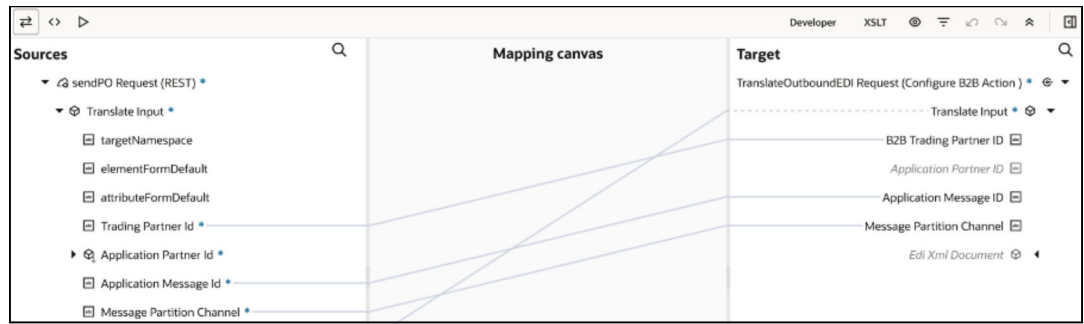 Developer XSLT
Sources Mapping canvas Target
sendPO Request (REST) * TranslateOutboundEDI Request (Configure B2B Action ) *
Translate Input * Translate Input *
targetNamespace B2B Trading Partner ID
elementFormDefault Application Partner ID
attributeFormDefault Application Message ID
Trading Partner Id * Message Partition Channel
Application Partner Id * Edi Xml Document
Application Message Id *
Message Partition Channel *